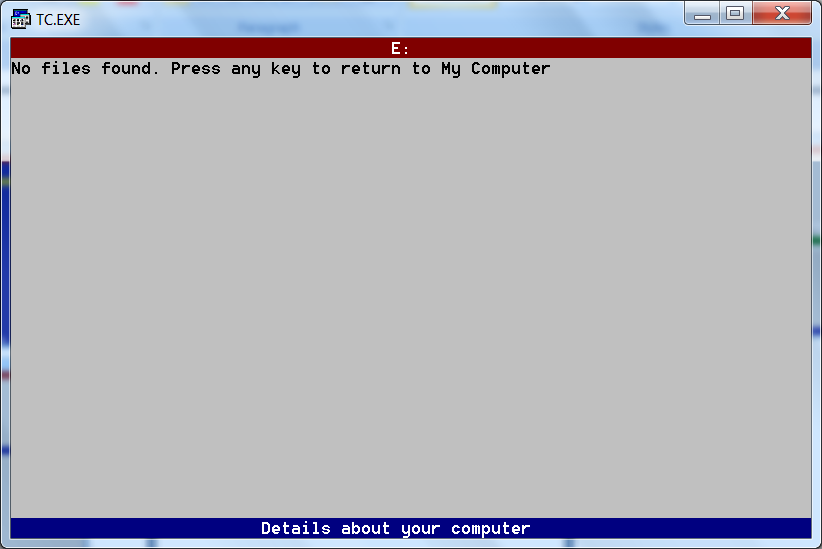 TC.EXE
E:
No files found. Press any key to return to My Computer
Details about your computer